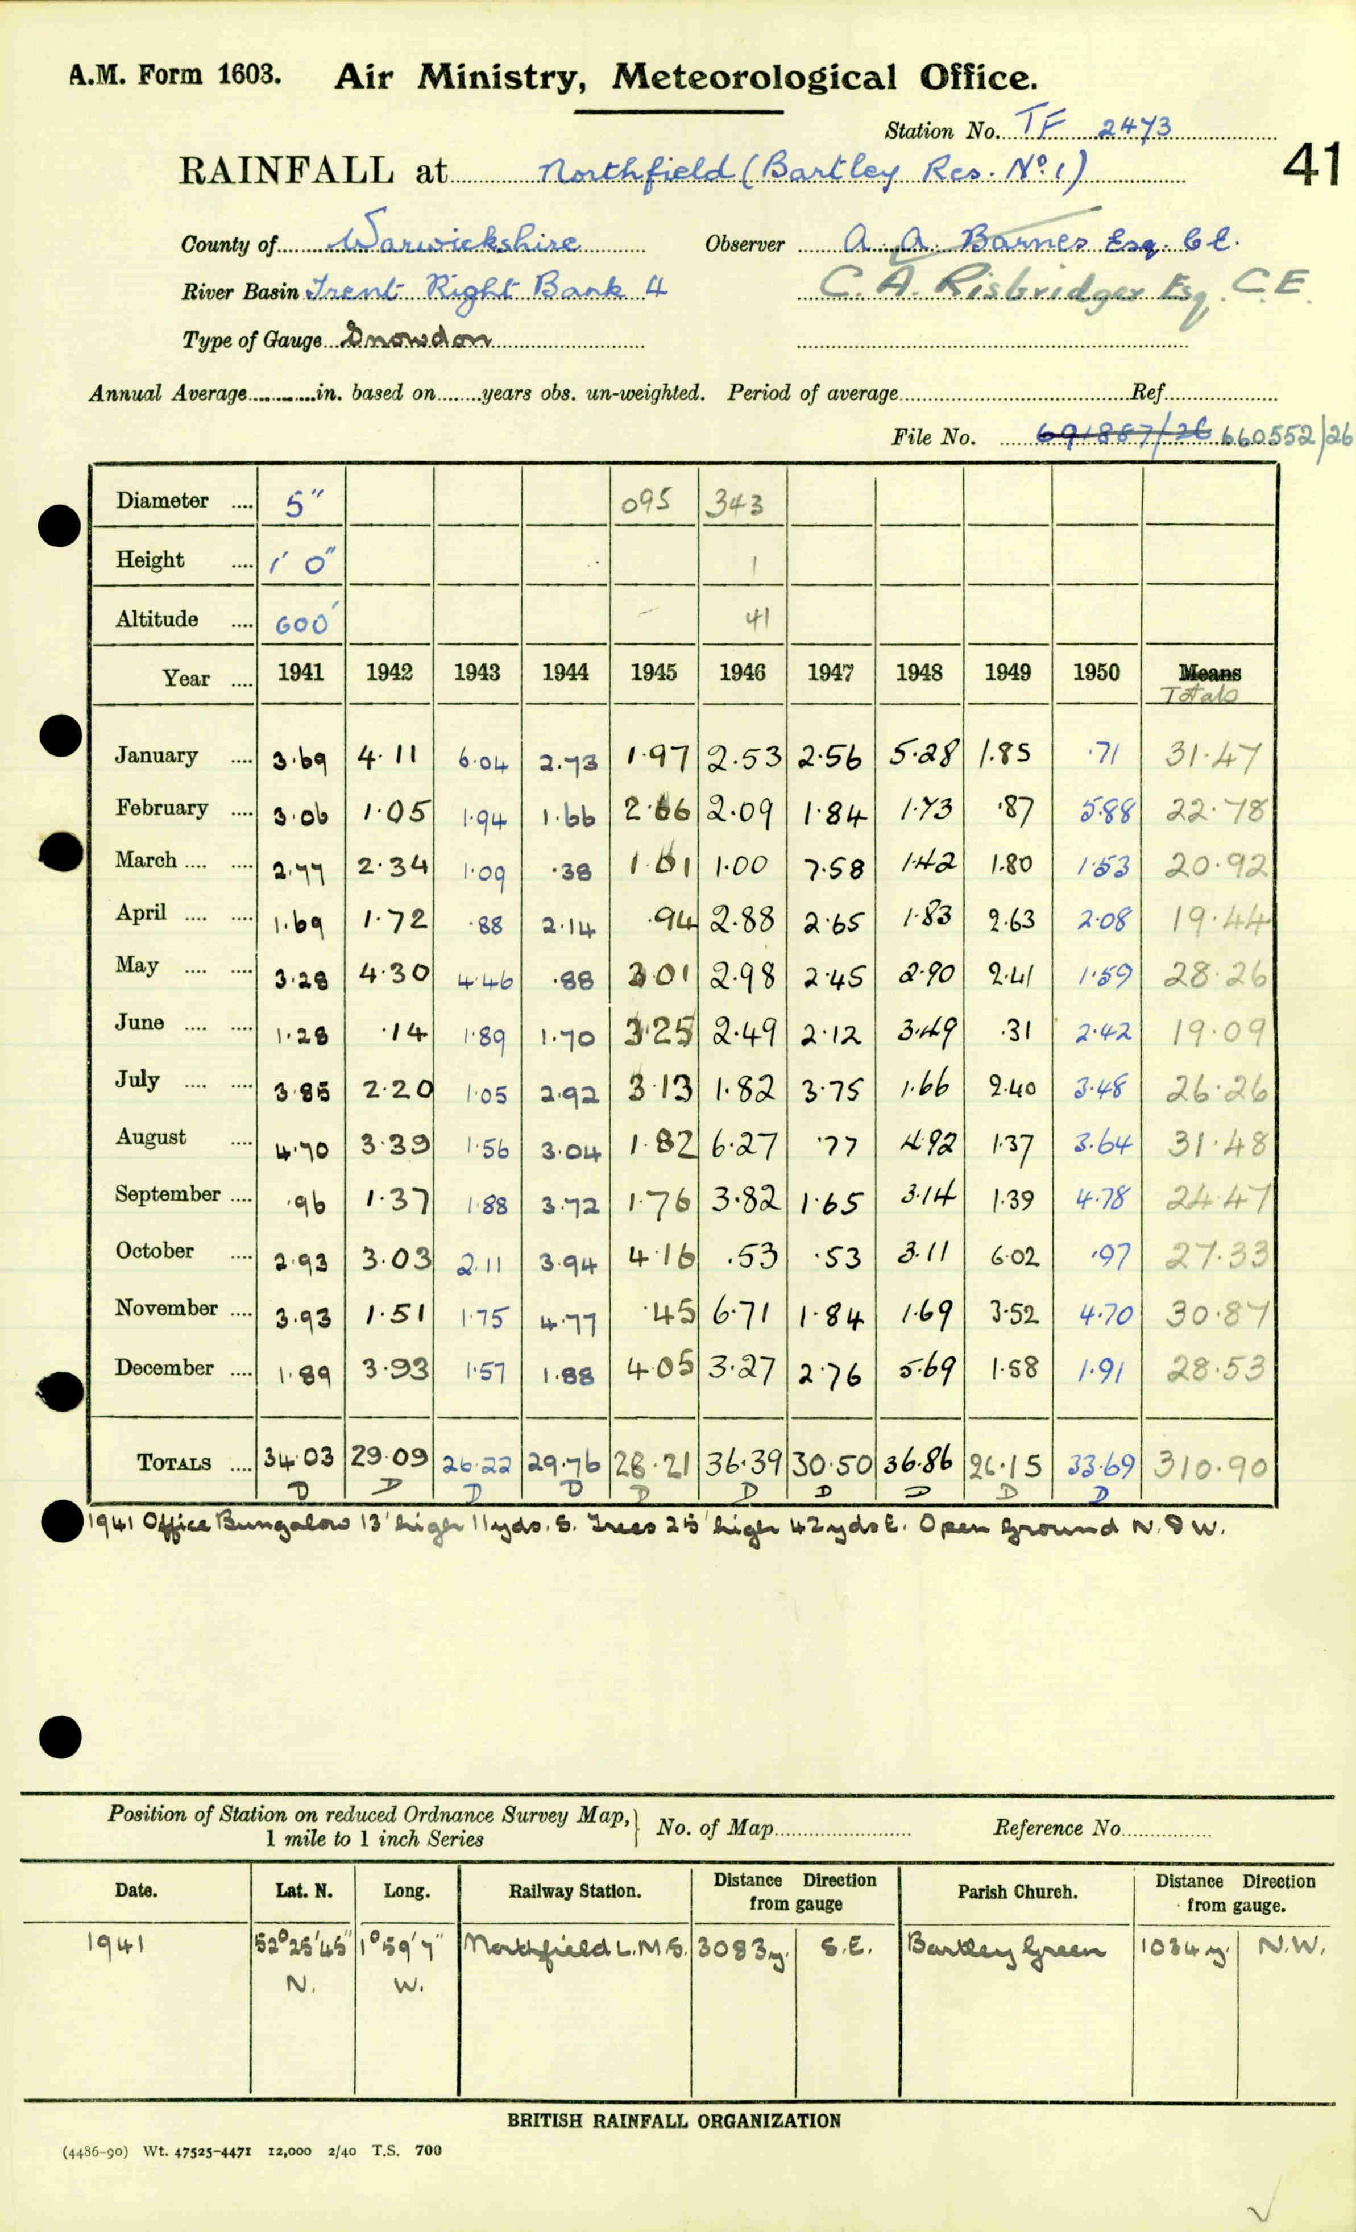 A.M. Form 1603. Air Ministry, Meteorological Office.
Station No. TF 2473
41
RAINFALL at Northfield (Bartley Res. No. 1)
County of Warwickshire Observer A. A. Barnes Esq. C.E.
River Basin Trent Right Bank 4 C. A. Risbridger Esq. C.E.
Type of Gauge Snowdon
Annual Average............in. based on........years obs. un-weighted. Period of average........Ref........
File No. 691887/26 660552/26
Diameter .... 5" 095 343
Height .... 1' 0" 1
Altitude .... 600' 41
Year .... 1941 1942 1943 1944 1945 1946 1947 1948 1949 1950 Means
Totals
January .... 3.69 4.11 6.04 2.73 1.97 2.53 2.56 5.28 1.85 .71 31.47
February .... 3.06 1.05 1.94 1.66 2.66 2.09 1.84 1.73 .87 5.88 22.78
March .... .... 2.77 2.34 1.09 .38 1.01 1.00 7.58 1.42 1.80 1.53 20.92
April .... .... 1.69 1.72 .88 2.14 .94 2.88 2.65 1.83 2.63 2.08 19.44
May .... .... 3.28 4.30 4.46 .88 3.01 2.98 2.45 2.90 2.41 1.59 28.26
June .... .... 1.28 .14 1.89 1.70 3.25 2.49 2.12 3.49 .31 2.42 19.09
July .... .... 3.85 2.20 1.05 2.92 3.13 1.82 3.75 1.66 2.40 3.48 26.26
August .... 4.70 3.39 1.56 3.04 1.82 6.27 .77 4.92 1.37 3.64 31.48
September .... .96 1.37 1.88 3.72 1.76 3.82 1.65 3.14 1.39 4.78 24.47
October .... 2.93 3.03 2.11 3.94 4.16 .53 .53 3.11 6.02 .97 27.33
November .... 3.93 1.51 1.75 4.77 .45 6.71 1.84 1.69 3.52 4.70 30.87
December .... 1.89 3.93 1.57 1.88 4.05 3.27 2.76 5.69 1.58 1.91 28.53
TOTALS .... 34.03 29.09 26.22 29.76 28.21 36.39 30.50 36.86 26.15 33.69 310.90
D D D D D D D D D D
1941 Office Bungalow 13' high 11 yds. S. Trees 25' high 42 yds E. Open Ground N. & W.
Position of Station on reduced Ordnance Survey Map, No. of Map........ Reference No........
1 mile to 1 inch Series
Date. Lat. N. Long. Railway Station. Distance from gauge Direction Parish Church. Distance from gauge. Direction
1941 52° 25' 45" N. 1° 59' 7" W. Northfield L.M.S. 3083 y. S.E. Bartley Green 1034 y. N.W.
BRITISH RAINFALL ORGANIZATION
(4486-90) Wt. 47525-4471 12,000 2/40 T.S. 700